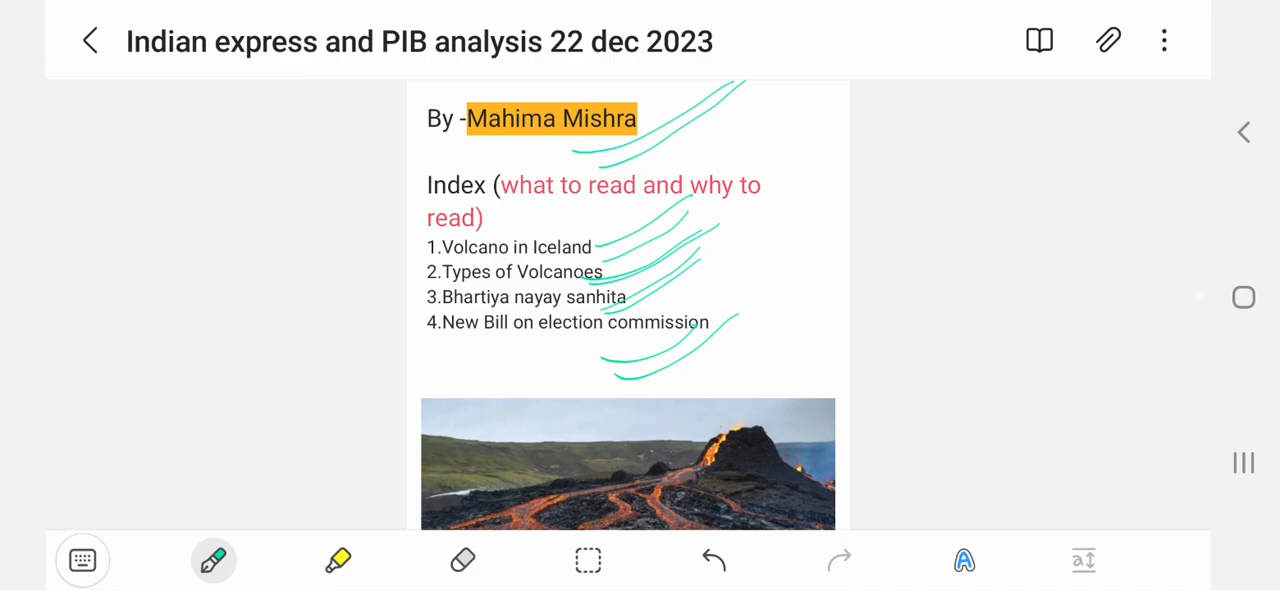 Indian express and PIB analysis 22 dec 2023
By -Mahima Mishra
Index (what to read and why to
read)
1.Volcano in Iceland
2.Types of Volcanoes
3.Bhartiya nayay sanhita
4.New Bill on election commission